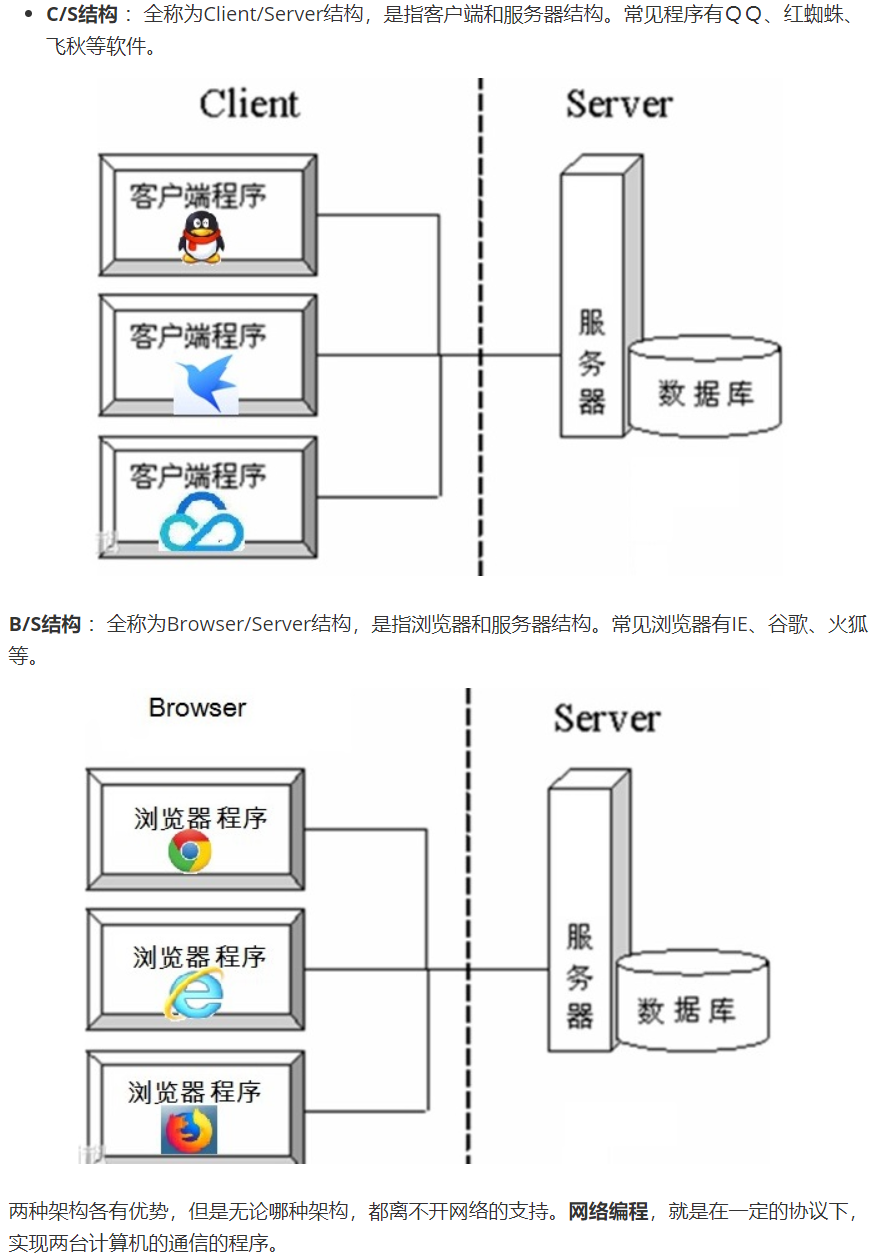 C/S结构 ：全称为Client/Server结构，是指客户端和服务器结构。常见程序有ＱＱ、红蜘蛛、
飞秋等软件。
Client
Server
客户端程序
客户端程序
客户端程序
服
务
器
数据库
B/S结构 ：全称为Browser/Server结构，是指浏览器和服务器结构。常见浏览器有IE、谷歌、火狐
等。
Browser
Server
浏览器程序
浏览器程序
浏览器程序
服
务
器
数据库
两种架构各有优势，但是无论哪种架构，都离不开网络的支持。网络编程，就是在一定的协议下，
实现两台计算机的通信的程序。